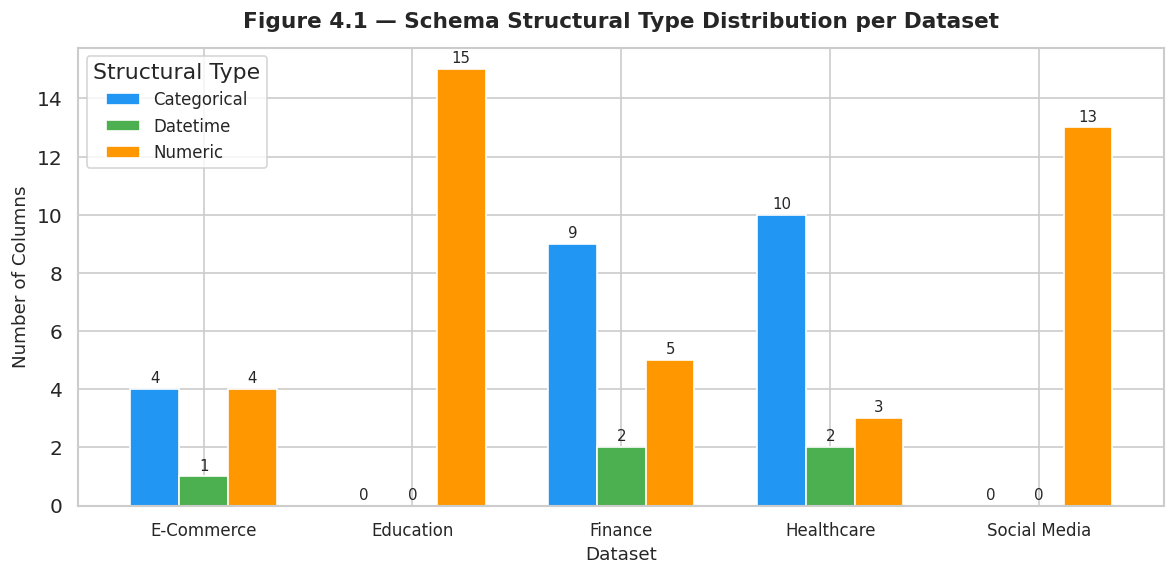 Figure 4.1 — Schema Structural Type Distribution per Dataset
Structural Type
Categorical
Datetime
Numeric
Number of Columns
14
12
10
8
6
4
2
0
4
1
4
0
0
15
9
2
5
10
2
3
0
0
13
E-Commerce
Education
Finance
Healthcare
Social Media
Dataset